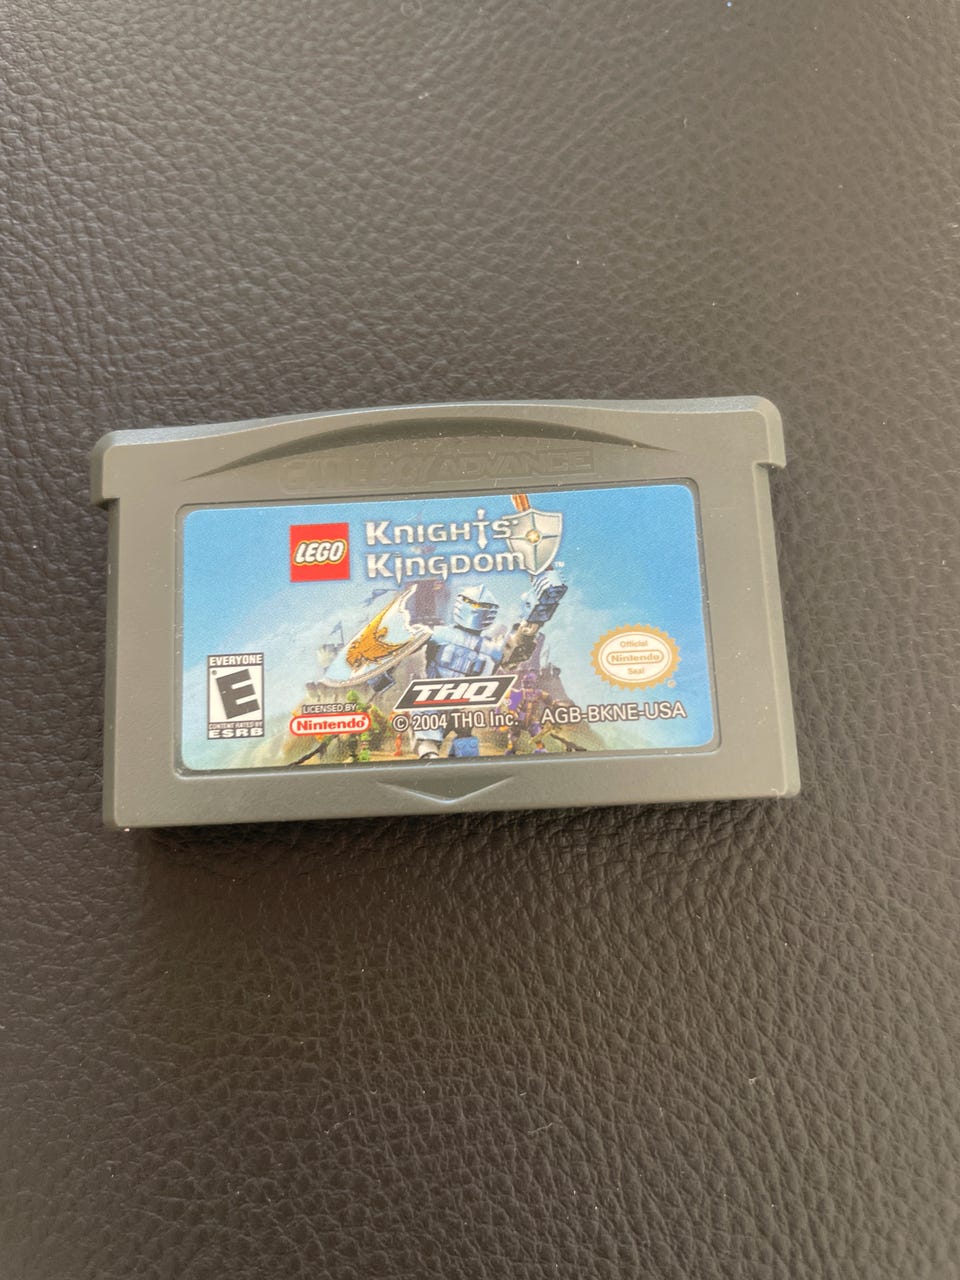 GAME BOY ADVANCE
LEGO
KNIGHTS'
KINGDOM™
EVERYONE
E
CONTENT RATED BY
ESRB
LICENSED BY
Nintendo®
THQ
© 2004 THQ Inc.
AGB-BKNE-USA
Official
Nintendo
Seal